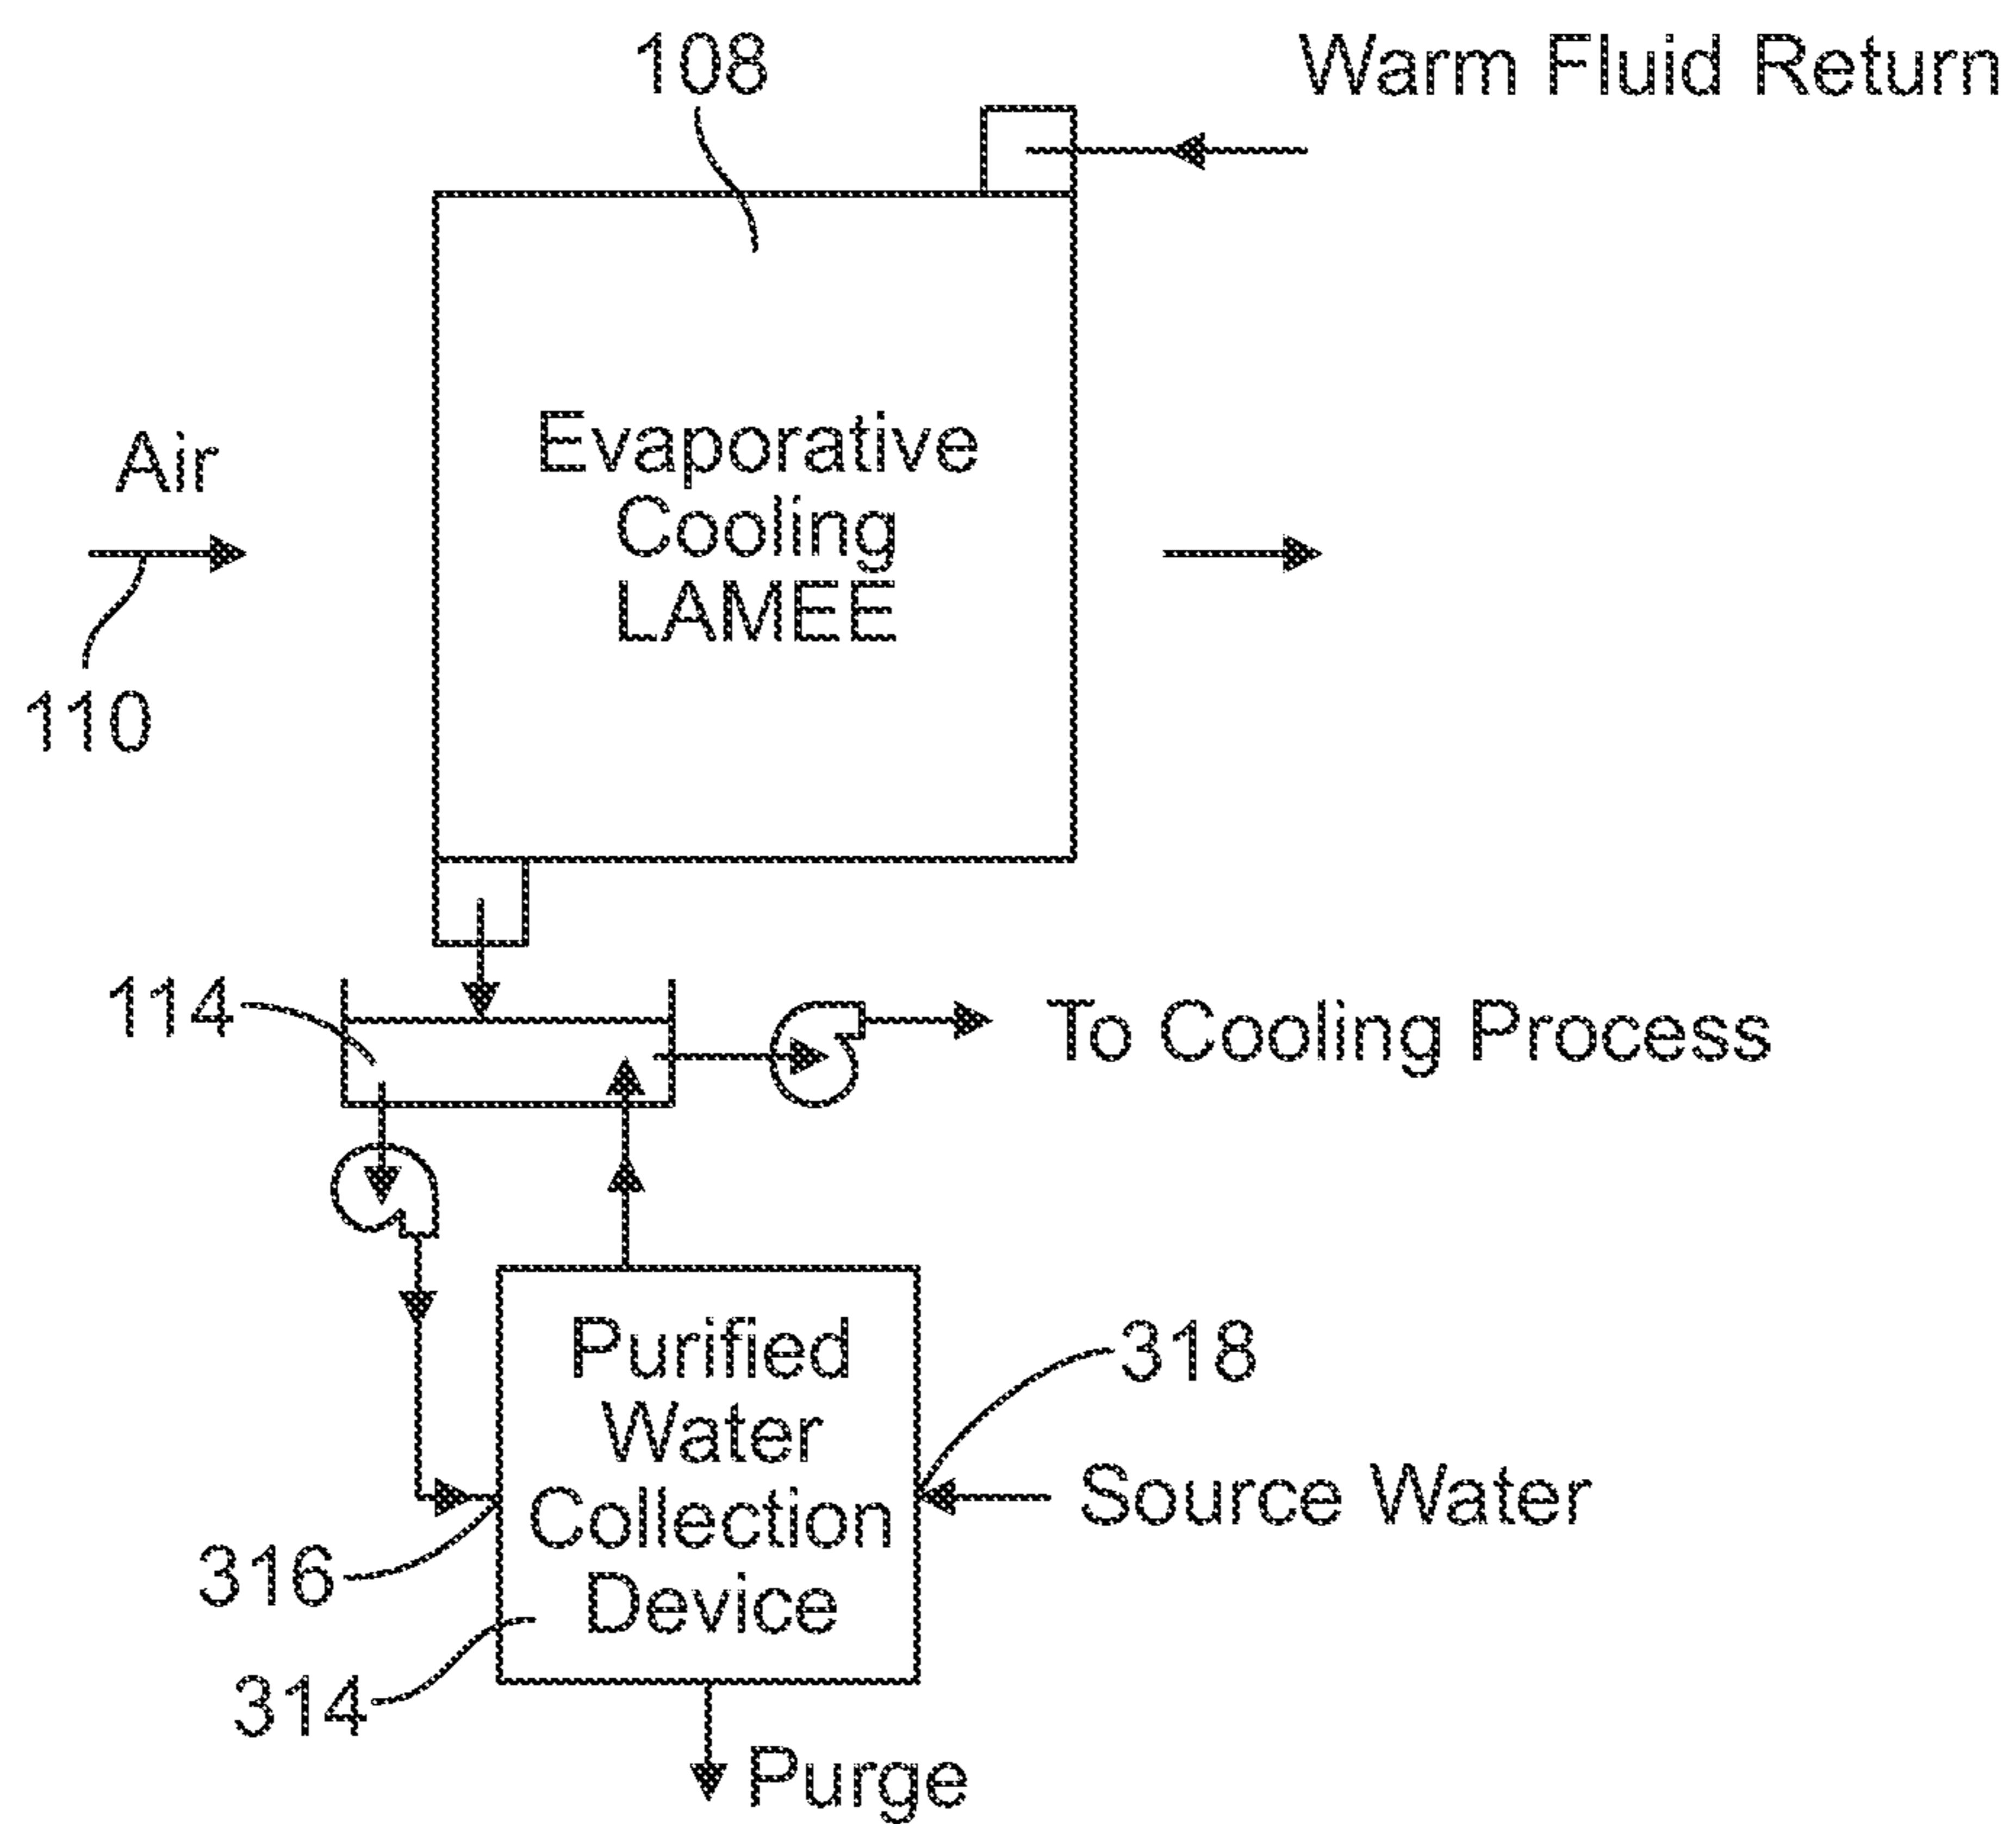 108
Warm Fluid Return
Air
Evaporative
Cooling
LAMEE
110
114
To Cooling Process
Purified
Water
Collection
Device
318
Source Water
316
314
Purge